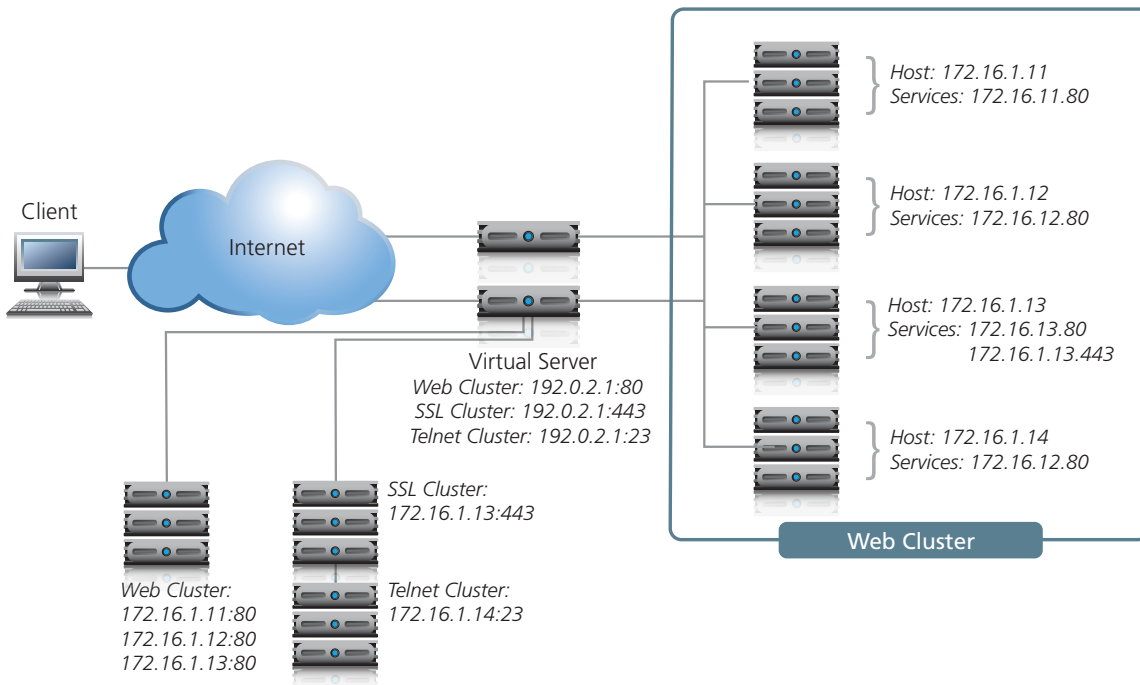 Client
Internet
Virtual Server
Web Cluster: 192.0.2.1:80
SSL Cluster: 192.0.2.1:443
Telnet Cluster: 192.0.2.1:23
SSL Cluster:
172.16.1.13:443
Telnet Cluster:
172.16.1.14:23
Web Cluster:
172.16.1.11:80
172.16.1.12:80
172.16.1.13:80
Host: 172.16.1.11
Services: 172.16.11.80
Host: 172.16.1.12
Services: 172.16.12.80
Host: 172.16.1.13
Services: 172.16.13.80
172.16.1.13.443
Host: 172.16.1.14
Services: 172.16.12.80
Web Cluster